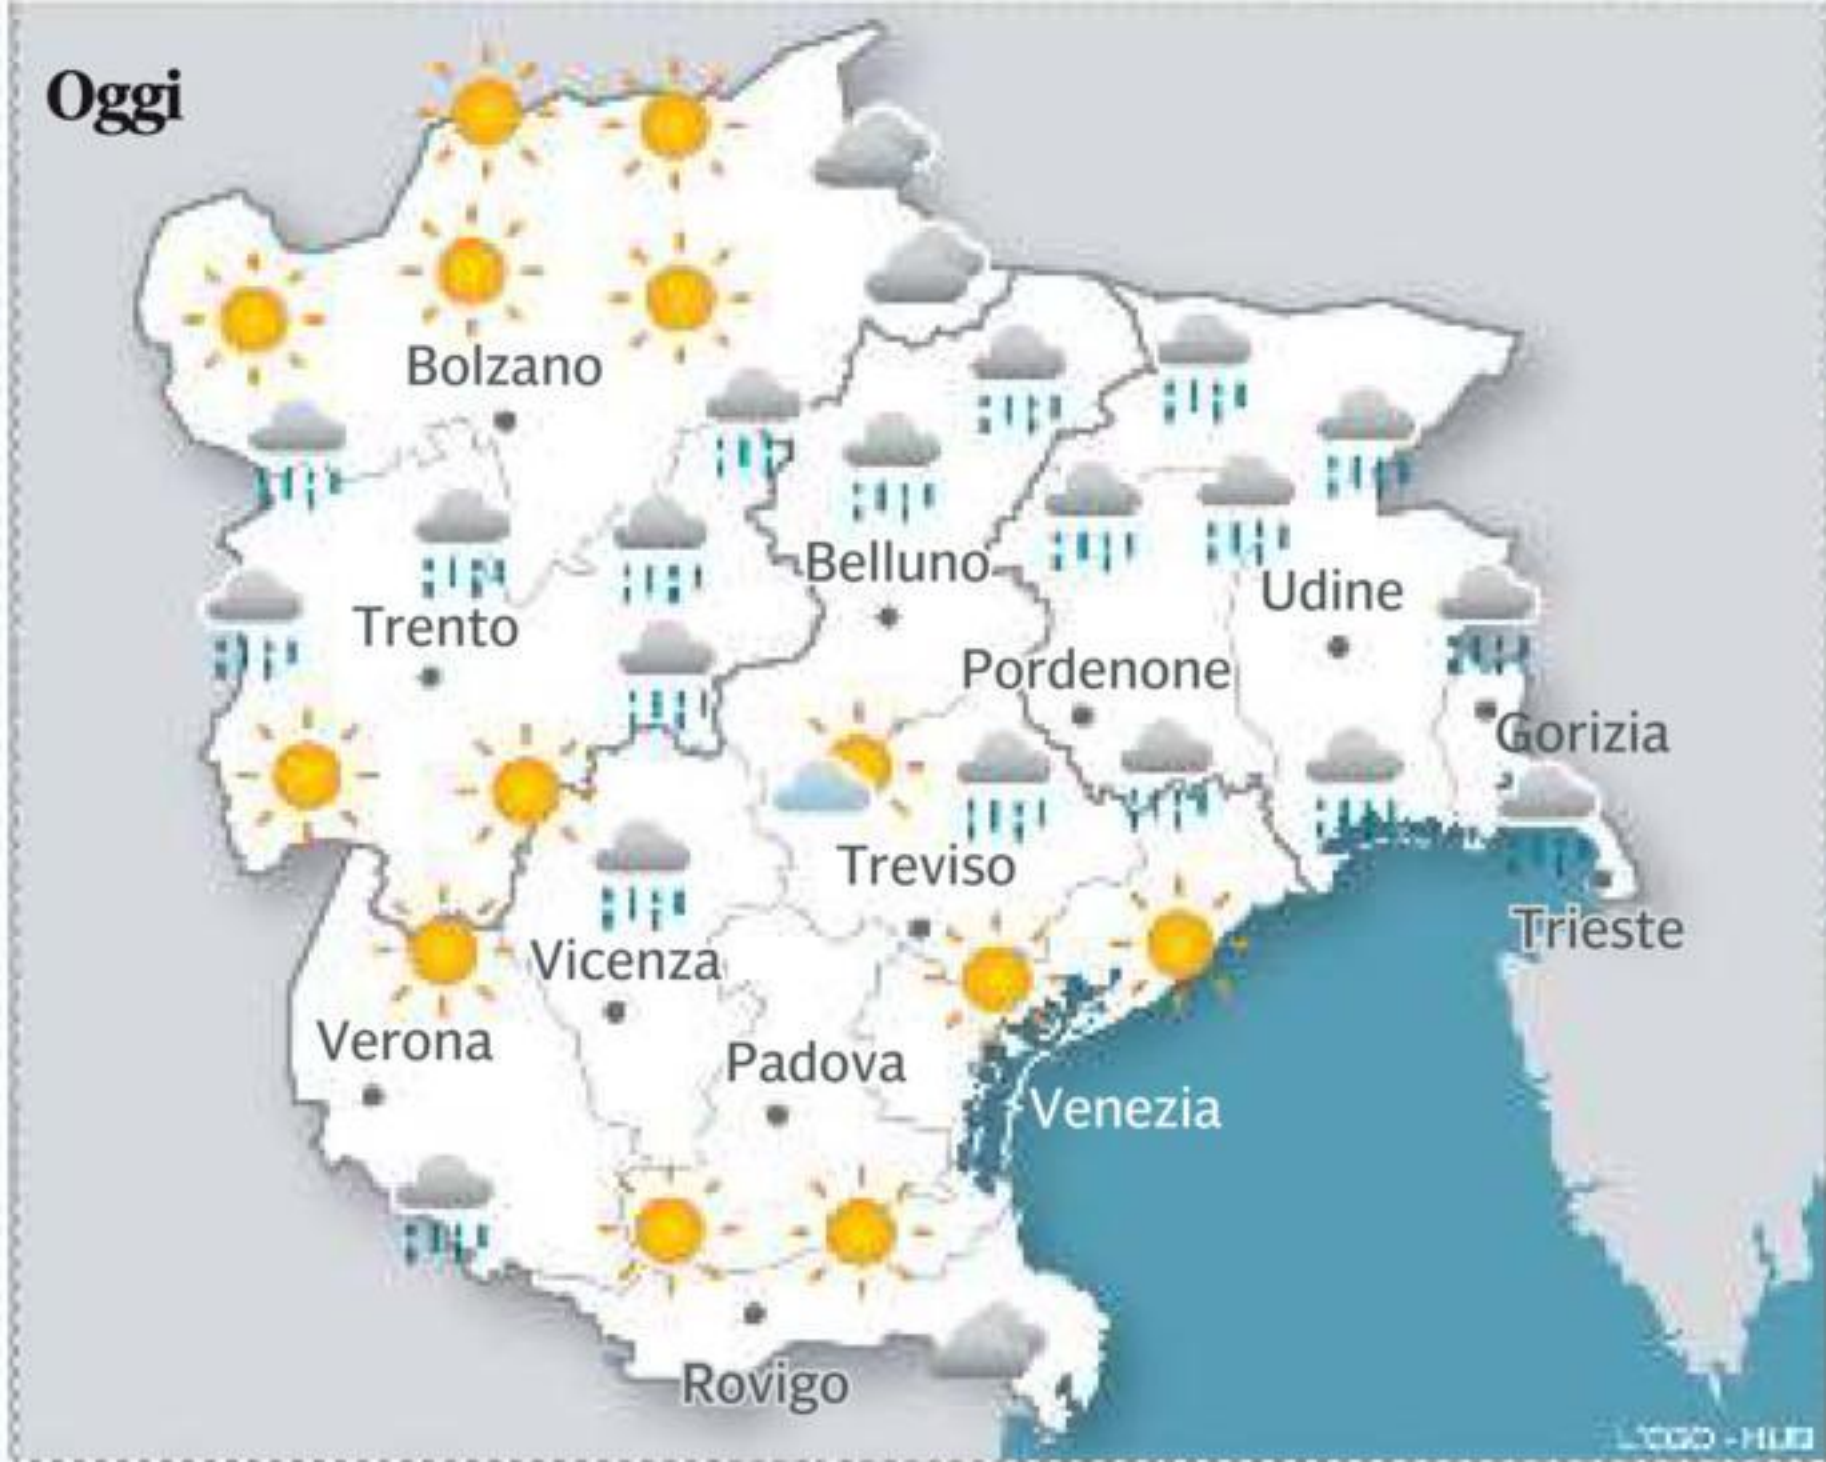 Oggi
Bolzano
Belluno
Udine
Trento
Pordenone
Gorizia
Treviso
Trieste
Vicenza
Verona
Padova
Venezia
Rovigo